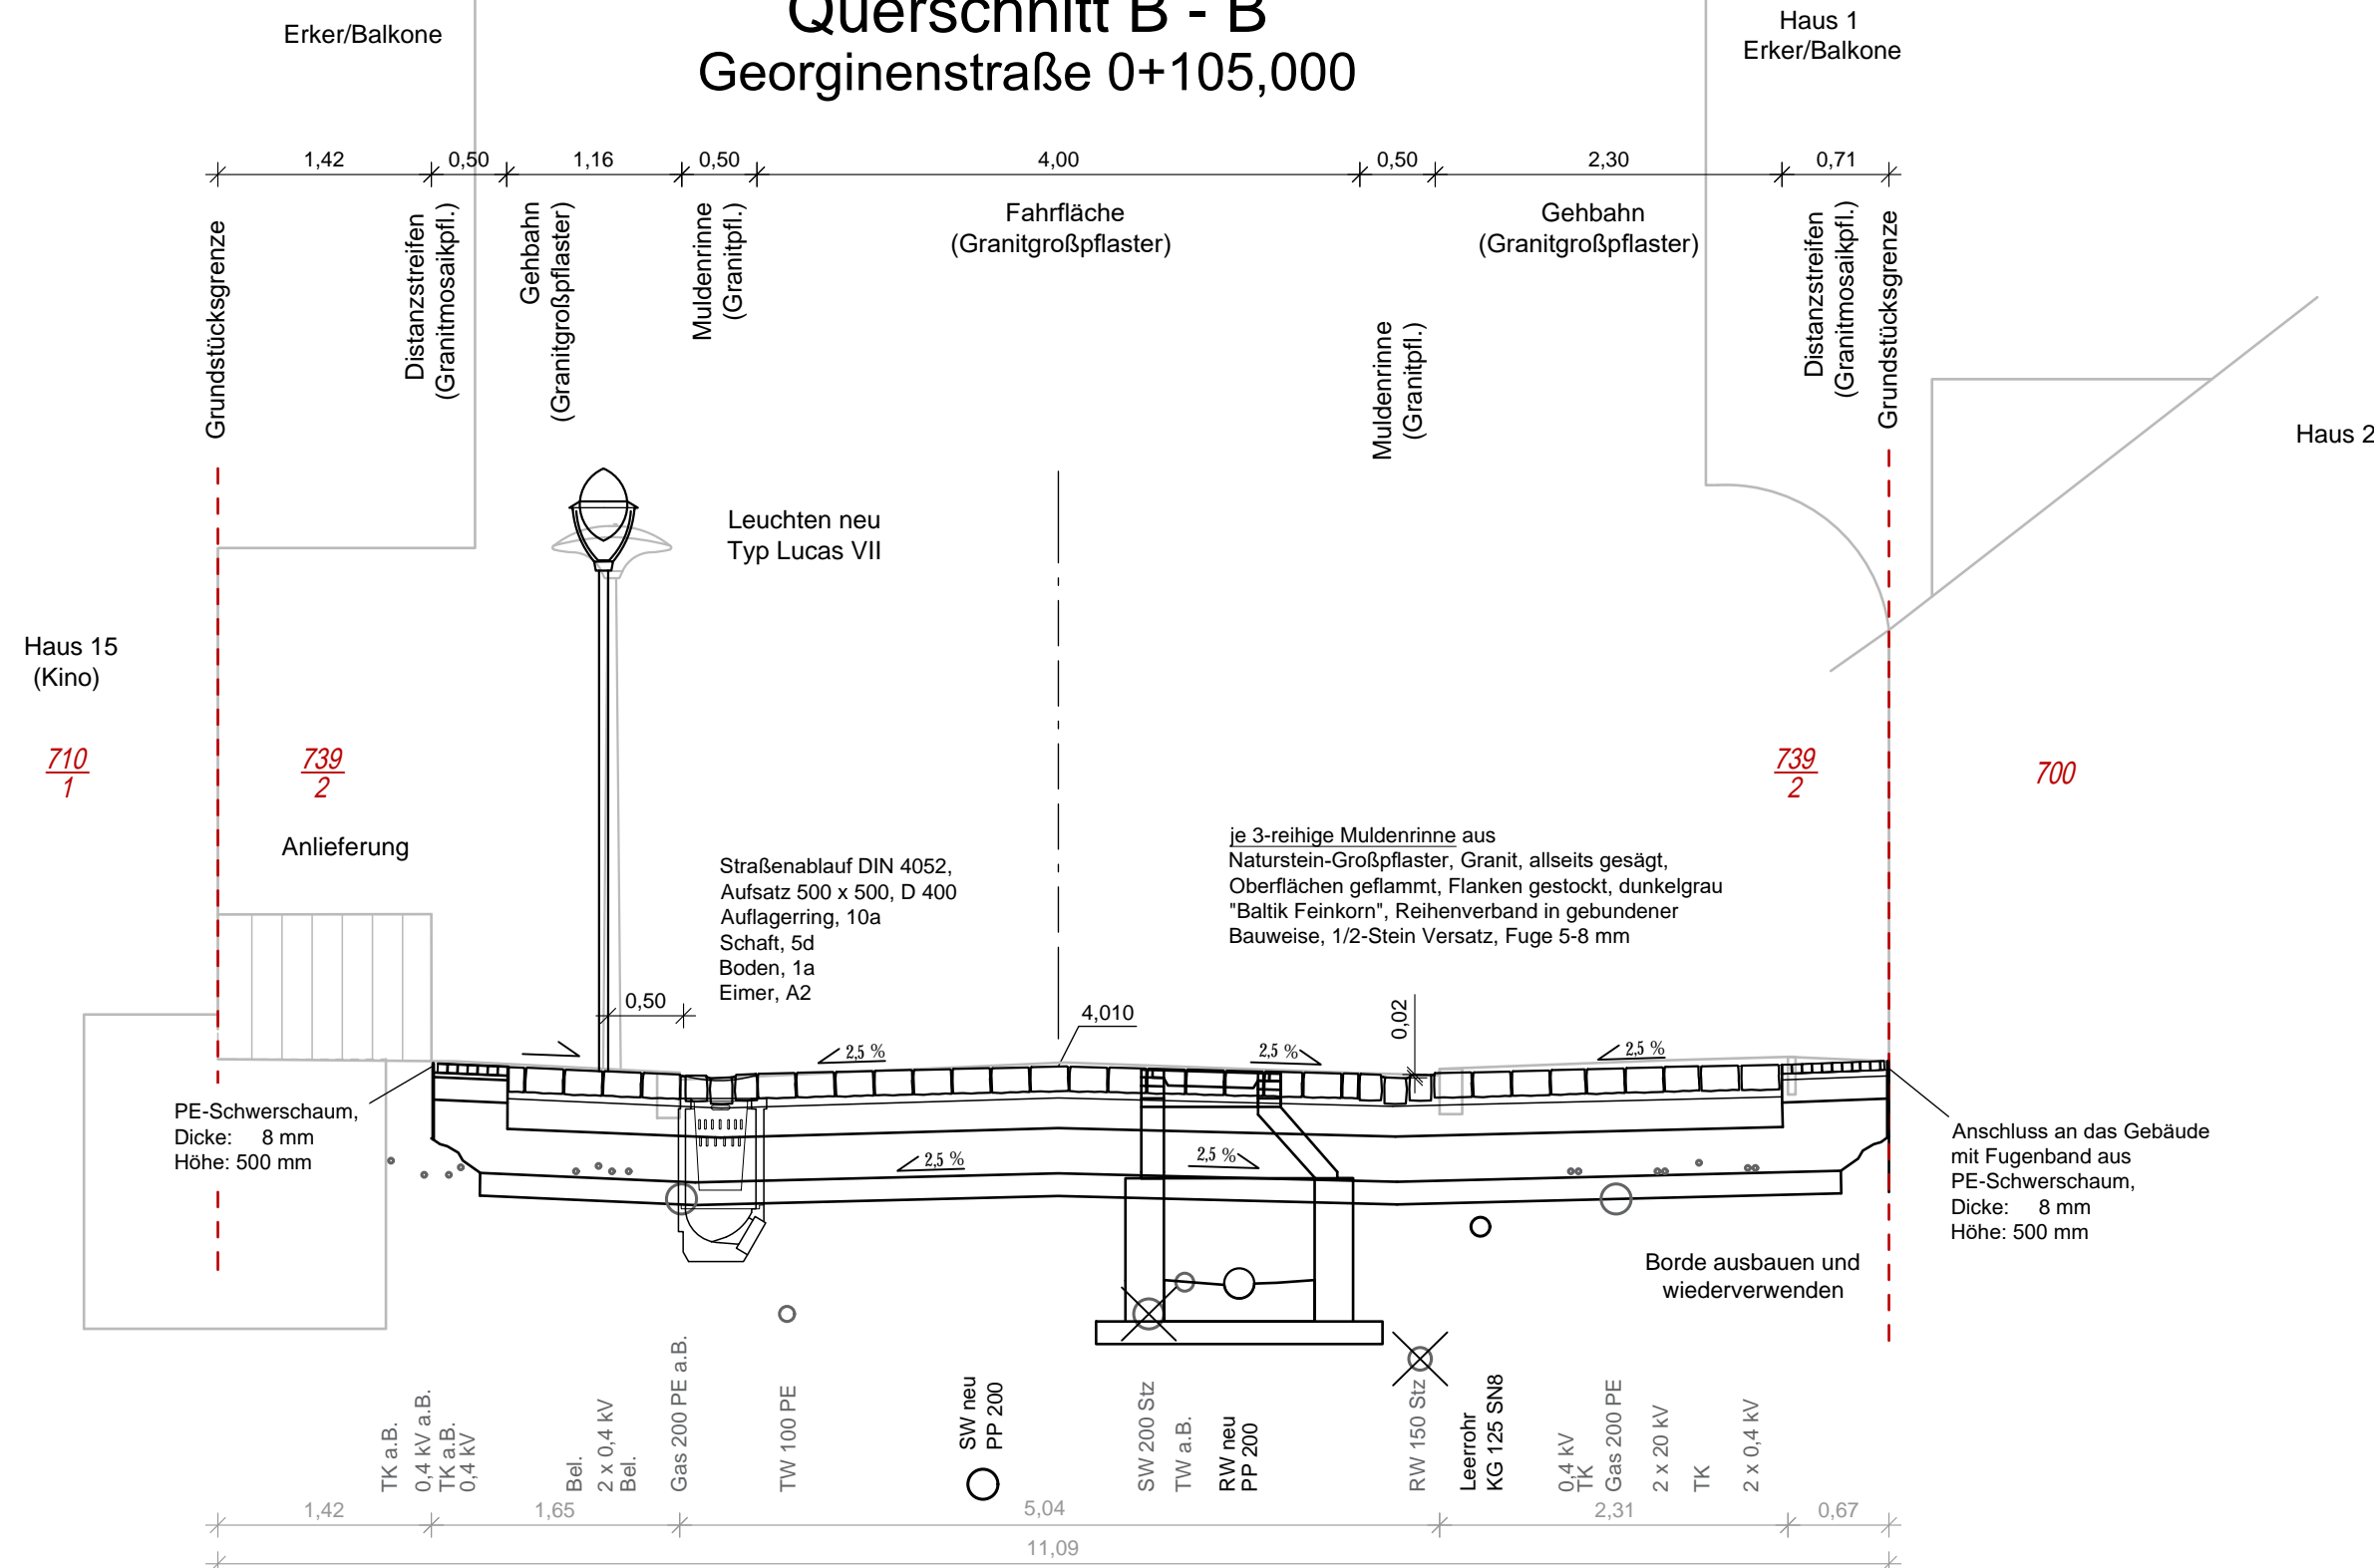 Querschnitt B - B
Georginenstraße 0+105,000
Erker/Balkone
Haus 1
Erker/Balkone
1,42
0,50
1,16
0,50
4,00
0,50
2,30
0,71
Grundstücksgrenze
Distanzstreifen
(Granitmosaikpfl.)
Gehbahn
(Granitgroßpflaster)
Muldenrinne
(Granitpfl.)
Fahrfläche
(Granitgroßpflaster)
Muldenrinne
(Granitpfl.)
Gehbahn
(Granitgroßpflaster)
Distanzstreifen
(Granitmosaikpfl.)
Grundstücksgrenze
Haus 2
Leuchten neu
Typ Lucas VII
Haus 15
(Kino)
710
1
739
2
739
2
700
Anlieferung
Straßenablauf DIN 4052,
Aufsatz 500 x 500, D 400
Auflagerring, 10a
Schaft, 5d
Boden, 1a
Eimer, A2
je 3-reihige Muldenrinne aus
Naturstein-Großpflaster, Granit, allseits gesägt,
Oberflächen geflammt, Flanken gestockt, dunkelgrau
"Baltik Feinkorn", Reihenverband in gebundener
Bauweise, 1/2-Stein Versatz, Fuge 5-8 mm
0,50
4,010
0,02
2,5 %
2,5 %
2,5 %
2,5 %
2,5 %
PE-Schwerschaum,
Dicke: 8 mm
Höhe: 500 mm
Anschluss an das Gebäude
mit Fugenband aus
PE-Schwerschaum,
Dicke: 8 mm
Höhe: 500 mm
Borde ausbauen und
wiederverwenden
TK a.B.
0,4 kV a.B.
TK a.B.
0,4 kV
Bel.
2 x 0,4 kV
Bel.
Gas 200 PE a.B.
TW 100 PE
SW neu
PP 200
SW 200 Stz
TW a.B.
RW neu
PP 200
RW 150 Stz
Leerrohr
KG 125 SN8
0,4 kV
TK
Gas 200 PE
2 x 20 kV
TK
2 x 0,4 kV
1,42
1,65
5,04
2,31
0,67
11,09